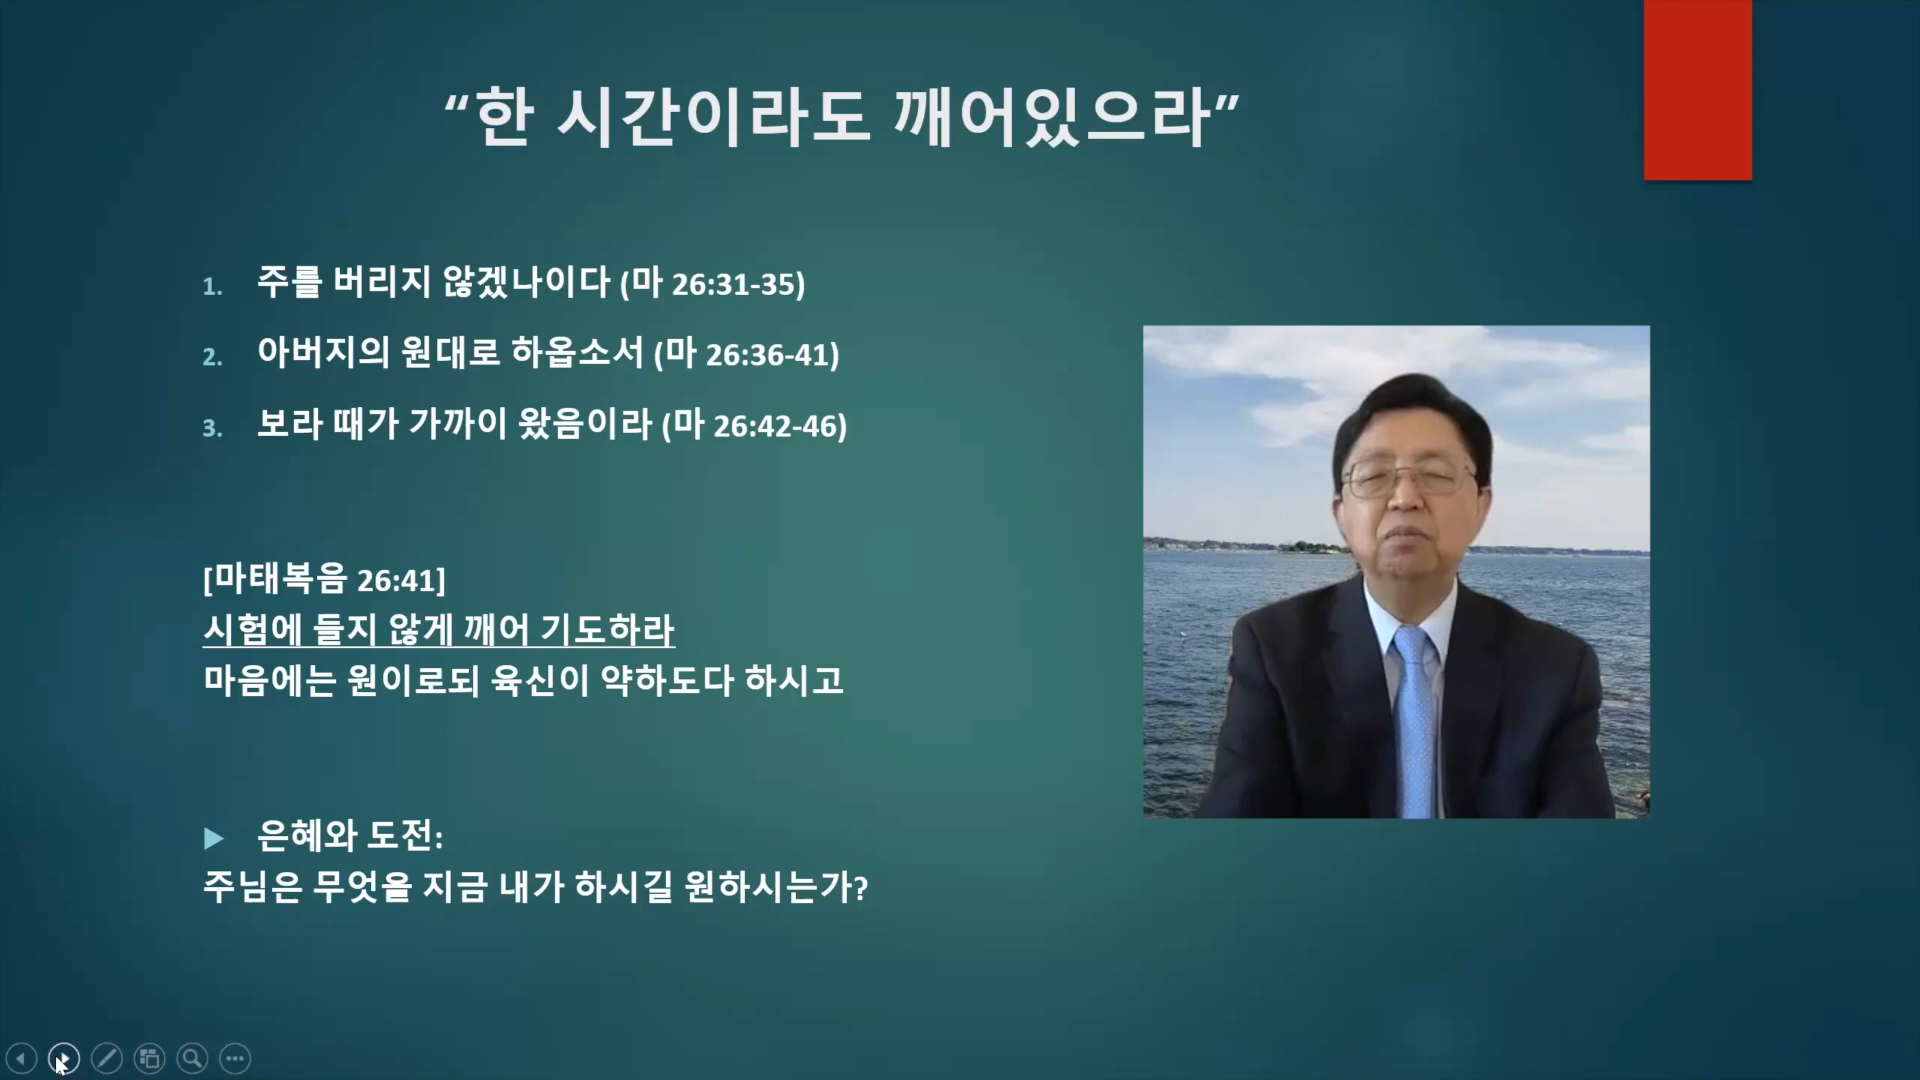 “한 시간이라도 깨어있으라”
1. 주를 버리지 않겠나이다 (마 26:31-35)
2. 아버지의 원대로 하옵소서 (마 26:36-41)
3. 보라 때가 가까이 왔음이라 (마 26:42-46)
[마태복음 26:41]
시험에 들지 않게 깨어 기도하라
마음에는 원이로되 육신이 약하도다 하시고
은혜와 도전:
주님은 무엇을 지금 내가 하시길 원하시는가?